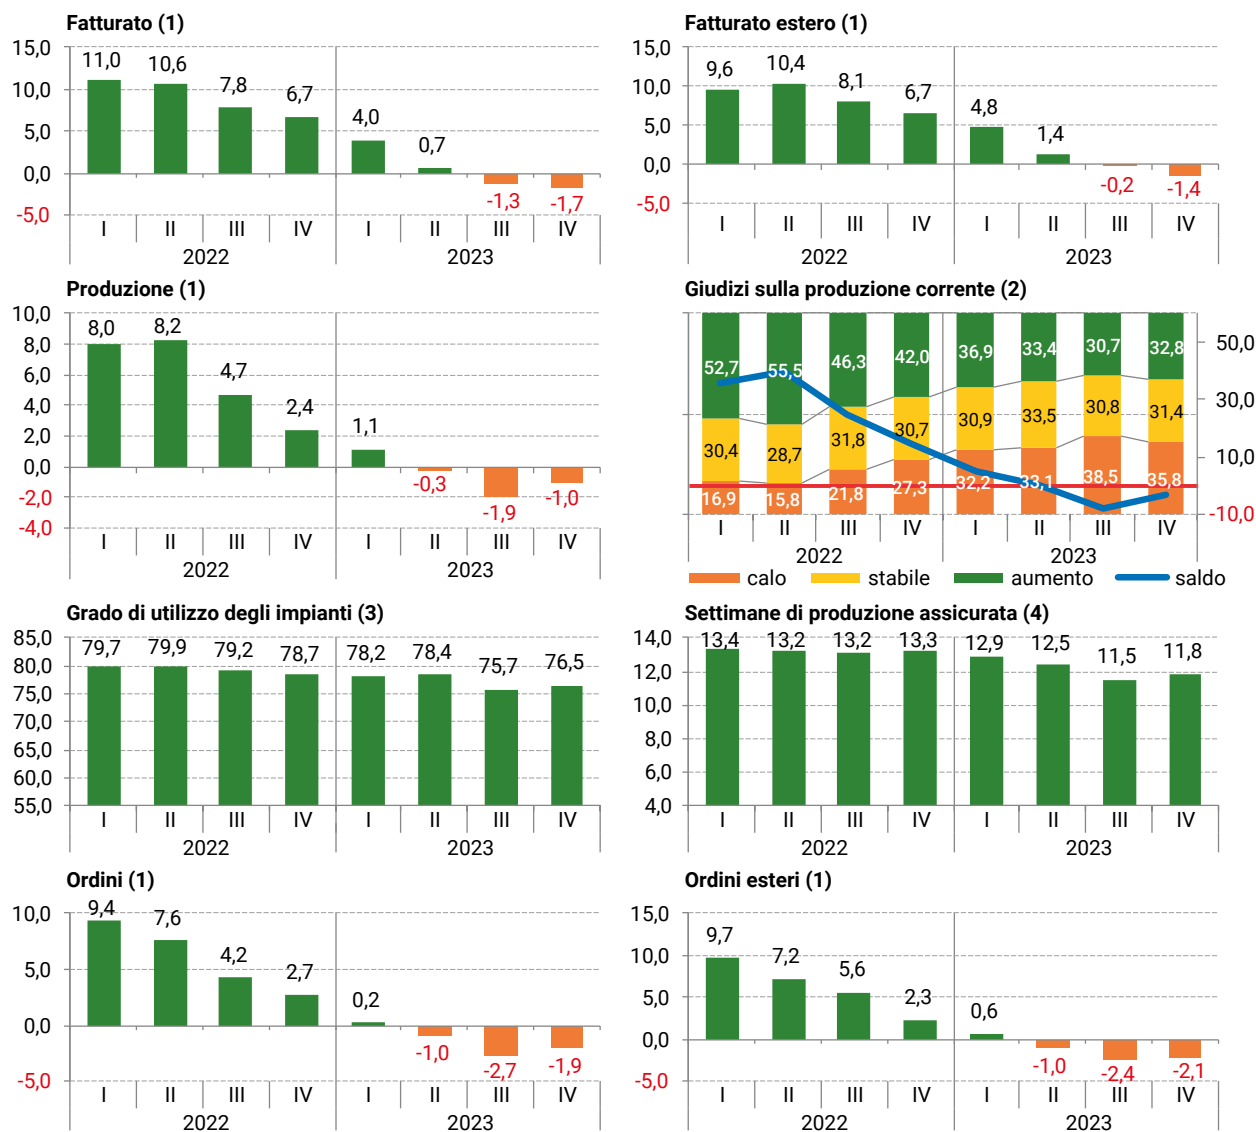 Fatturato (1)
15,0
10,0
5,0
0,0
-5,0
11,0 10,6 7,8 6,7 4,0 0,7 -1,3 -1,7
I II III IV I II III IV
2022 2023
Fatturato estero (1)
15,0
10,0
5,0
0,0
-5,0
9,6 10,4 8,1 6,7 4,8 1,4 -0,2 -1,4
I II III IV I II III IV
2022 2023
Produzione (1)
10,0
8,0
6,0
4,0
2,0
0,0
-2,0
-4,0
8,0 8,2 4,7 2,4 1,1 -0,3 -1,9 -1,0
I II III IV I II III IV
2022 2023
Giudizi sulla produzione corrente (2)
52,7 55,5 46,3 42,0 36,9 33,4 30,7 32,8
30,4 28,7 31,8 30,7 30,9 33,5 30,8 31,4
16,9 15,8 21,8 27,3 32,2 33,1 38,5 35,8
50,0
30,0
10,0
-10,0
I II III IV I II III IV
2022 2023
calo stabile aumento saldo
Grado di utilizzo degli impianti (3)
85,0
80,0
75,0
70,0
65,0
60,0
55,0
79,7 79,9 79,2 78,7 78,2 78,4 75,7 76,5
I II III IV I II III IV
2022 2023
Settimane di produzione assicurata (4)
14,0
12,0
10,0
8,0
6,0
4,0
13,4 13,2 13,2 13,3 12,9 12,5 11,5 11,8
I II III IV I II III IV
2022 2023
Ordini (1)
10,0
5,0
0,0
-5,0
9,4 7,6 4,2 2,7 0,2 -1,0 -2,7 -1,9
I II III IV I II III IV
2022 2023
Ordini esteri (1)
15,0
10,0
5,0
0,0
-5,0
9,7 7,2 5,6 2,3 0,6 -1,0 -2,4 -2,1
I II III IV I II III IV
2022 2023